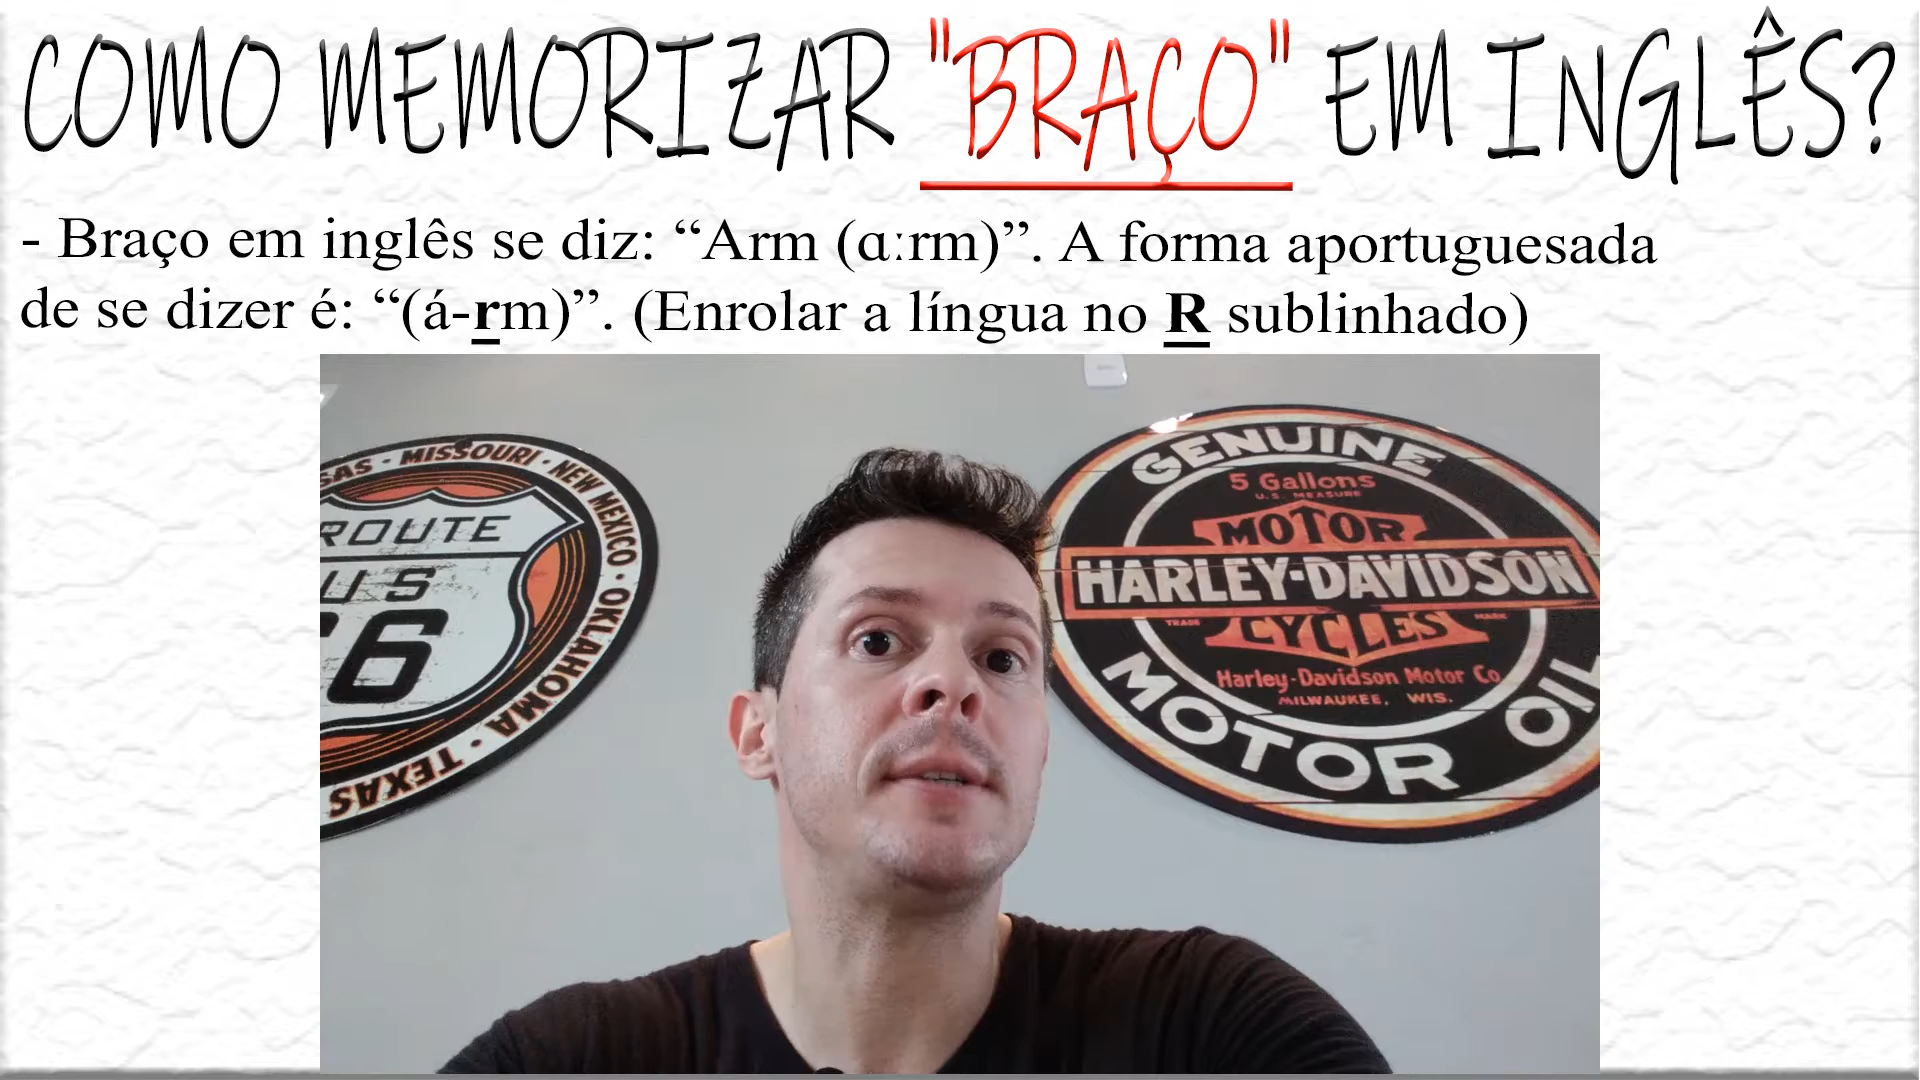 COMO MEMORIZAR "BRAÇO" EM INGLÊS?
- Braço em inglês se diz: “Arm (ɑːrm)”. A forma aportuguesada
de se dizer é: “(á-rm)”. (Enrolar a língua no R sublinhado)
SAS · MISSOURI · NEW MEXICO · OKLAHOMA · TEXAS
ROUTE
US
66
GENUINE
5 Gallons
U.S. MEASURE
MOTOR
HARLEY-DAVIDSON
TRADE
MARK
CYCLES
Harley-Davidson Motor Co
MILWAUKEE, WIS.
MOTOR OIL